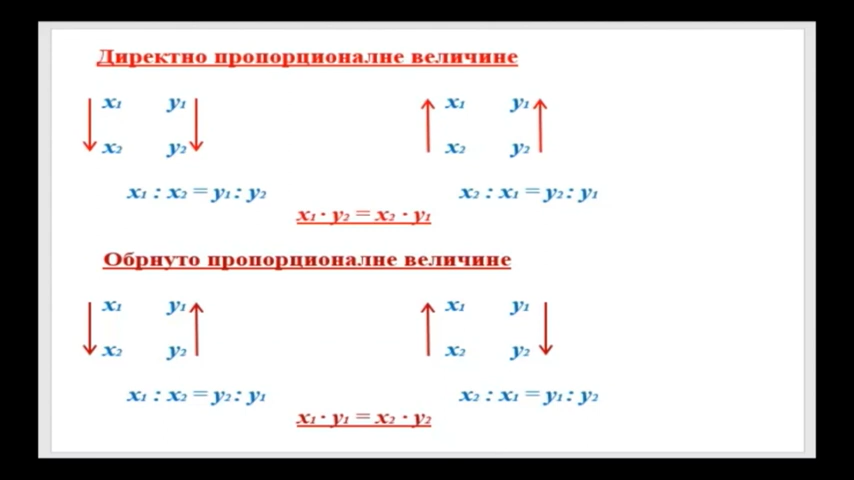 Директно пропорционалне величине
x₁ y₁ x₁ y₁
x₂ y₂ x₂ y₂
x₁ : x₂ = y₁ : y₂ x₂ : x₁ = y₂ : y₁
x₁ · y₂ = x₂ · y₁
Обрнуто пропорционалне величине
x₁ y₁ x₁ y₁
x₂ y₂ x₂ y₂
x₁ : x₂ = y₂ : y₁ x₂ : x₁ = y₁ : y₂
x₁ · y₁ = x₂ · y₂